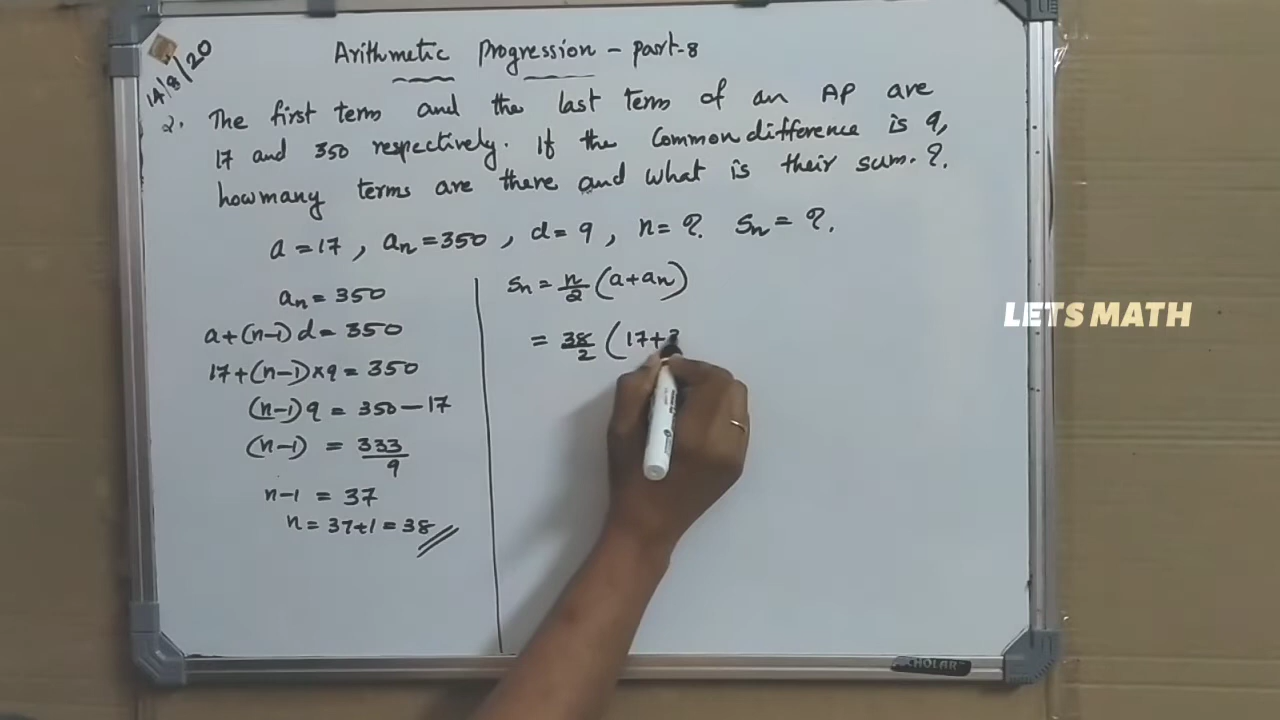 14/8/20
Arithmetic Progression - part-8
2. The first term and the last term of an AP are
17 and 350 respectively. If the common difference is 9,
how many terms are there and what is their sum.?
a = 17, an = 350, d = 9, n = ? Sn = ?.
an = 350
a+(n-1) d = 350
17+(n-1)×9 = 350
(n-1) 9 = 350-17
(n-1) = 333/9
n-1 = 37
n = 37+1 = 38
Sn = n/2 (a+an)
= 38/2 (17+3
LETS MATH
SCHOLAR